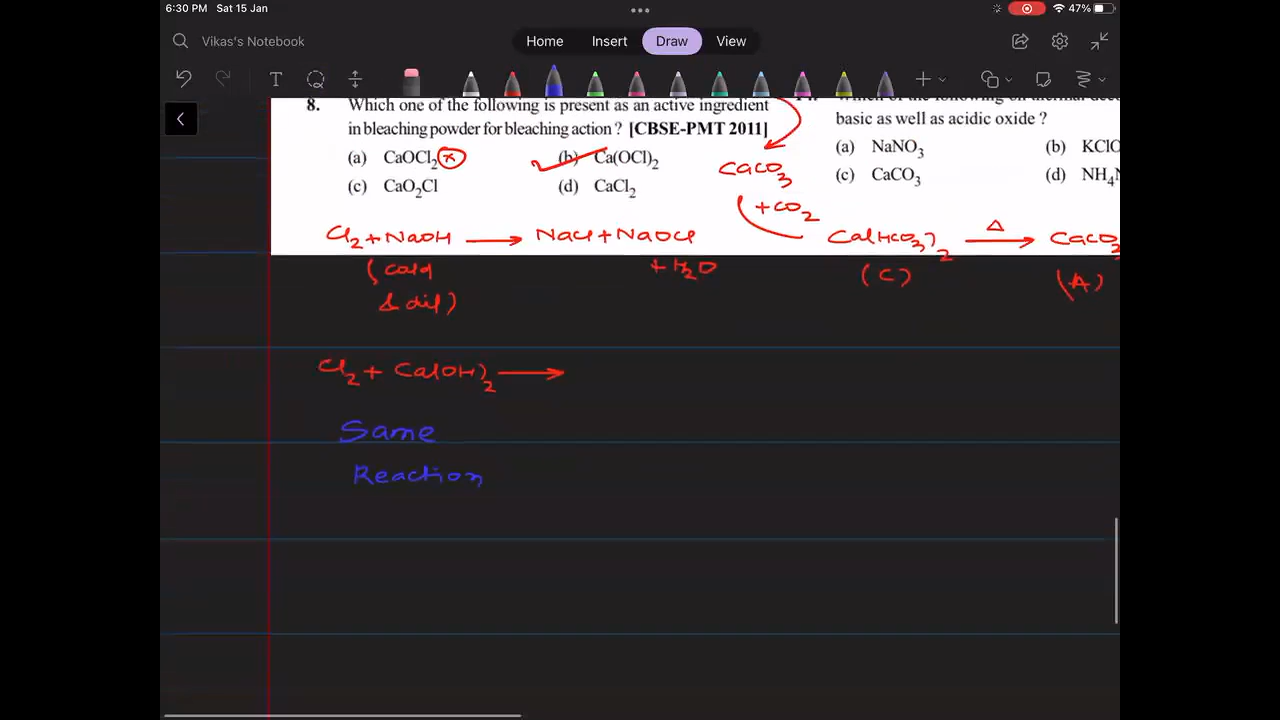 6:30 PM Sat 15 Jan
47%
Vikas's Notebook
Home Insert Draw View
8. Which one of the following is present as an active ingredient
in bleaching powder for bleaching action ? [CBSE-PMT 2011]
(a) CaOCl₂ (b) Ca(OCl)₂
(c) CaO₂Cl (d) CaCl₂
CaCO₃
+CO₂
basic as well as acidic oxide ?
(a) NaNO₃ (b) KClO
(c) CaCO₃ (d) NH₄N
Cl₂ + NaOH ⟶ NaCl + NaOCl
+ H₂O
(cold
& dil)
Ca(HCO₃)₂ ⟶ CaCO₃
Δ
(C) (A)
Cl₂ + Ca(OH)₂ ⟶
Same
Reaction